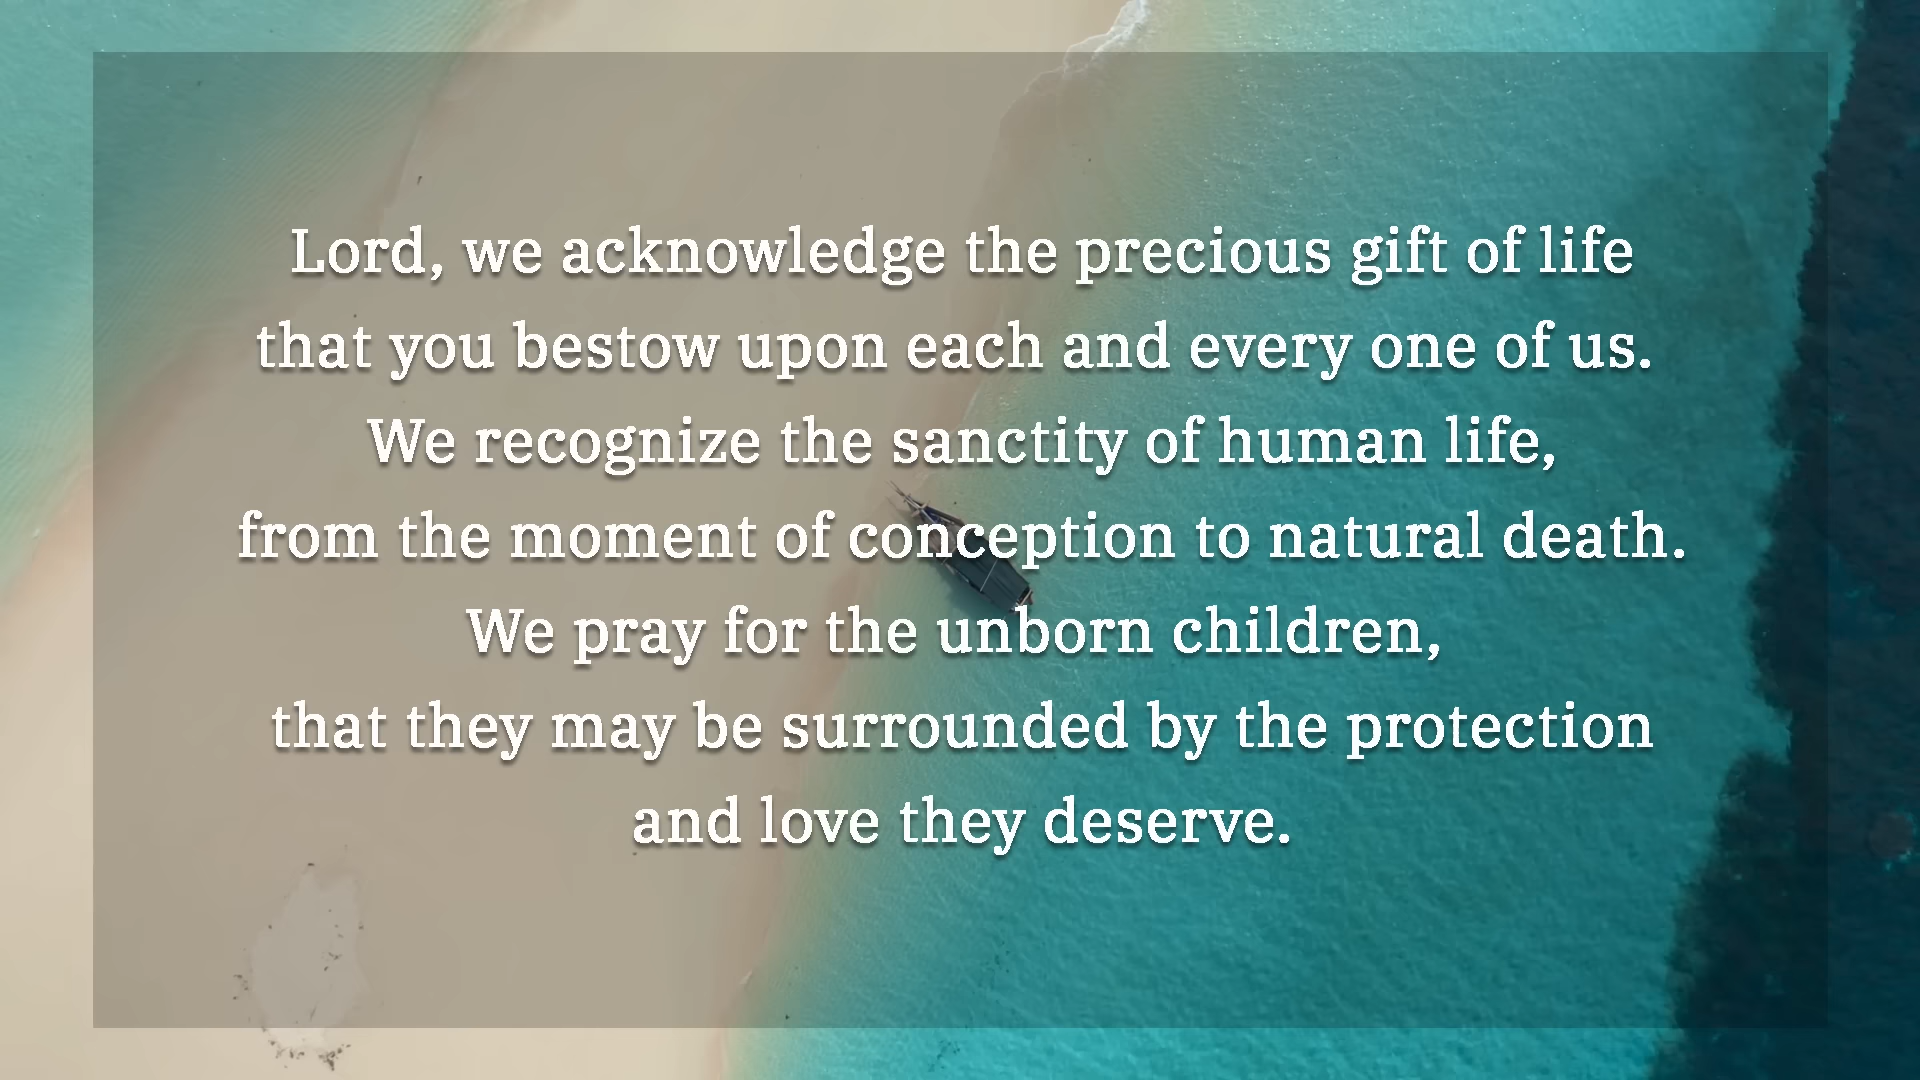 Lord, we acknowledge the precious gift of life
that you bestow upon each and every one of us.
We recognize the sanctity of human life,
from the moment of conception to natural death.
We pray for the unborn children,
that they may be surrounded by the protection
and love they deserve.